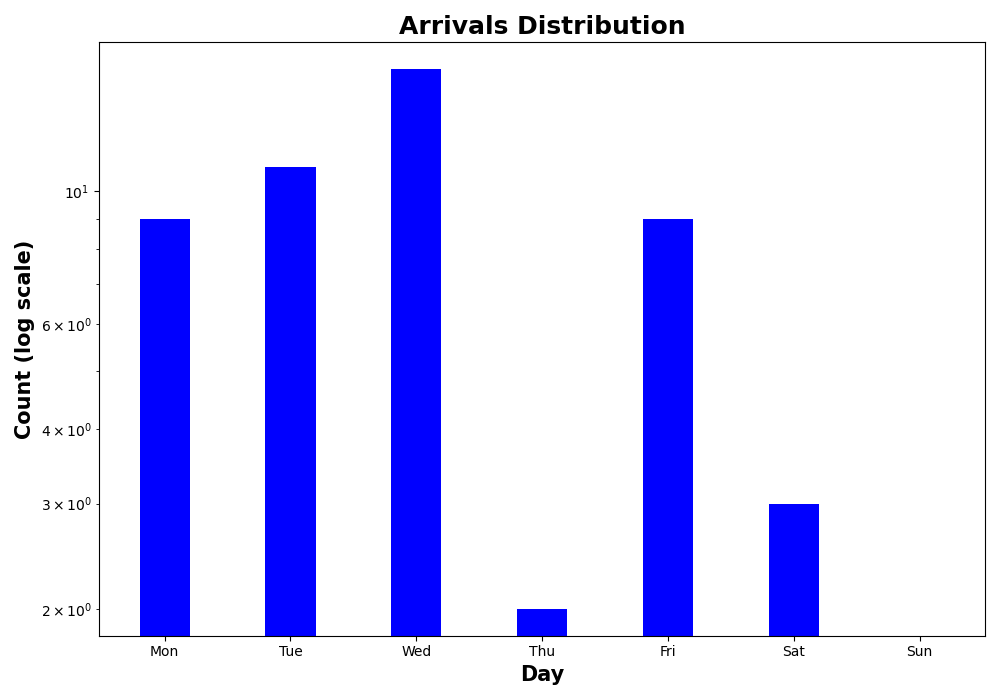 Arrivals Distribution
Count (log scale)
10¹
6 × 10⁰
4 × 10⁰
3 × 10⁰
2 × 10⁰
Mon Tue Wed Thu Fri Sat Sun
Day